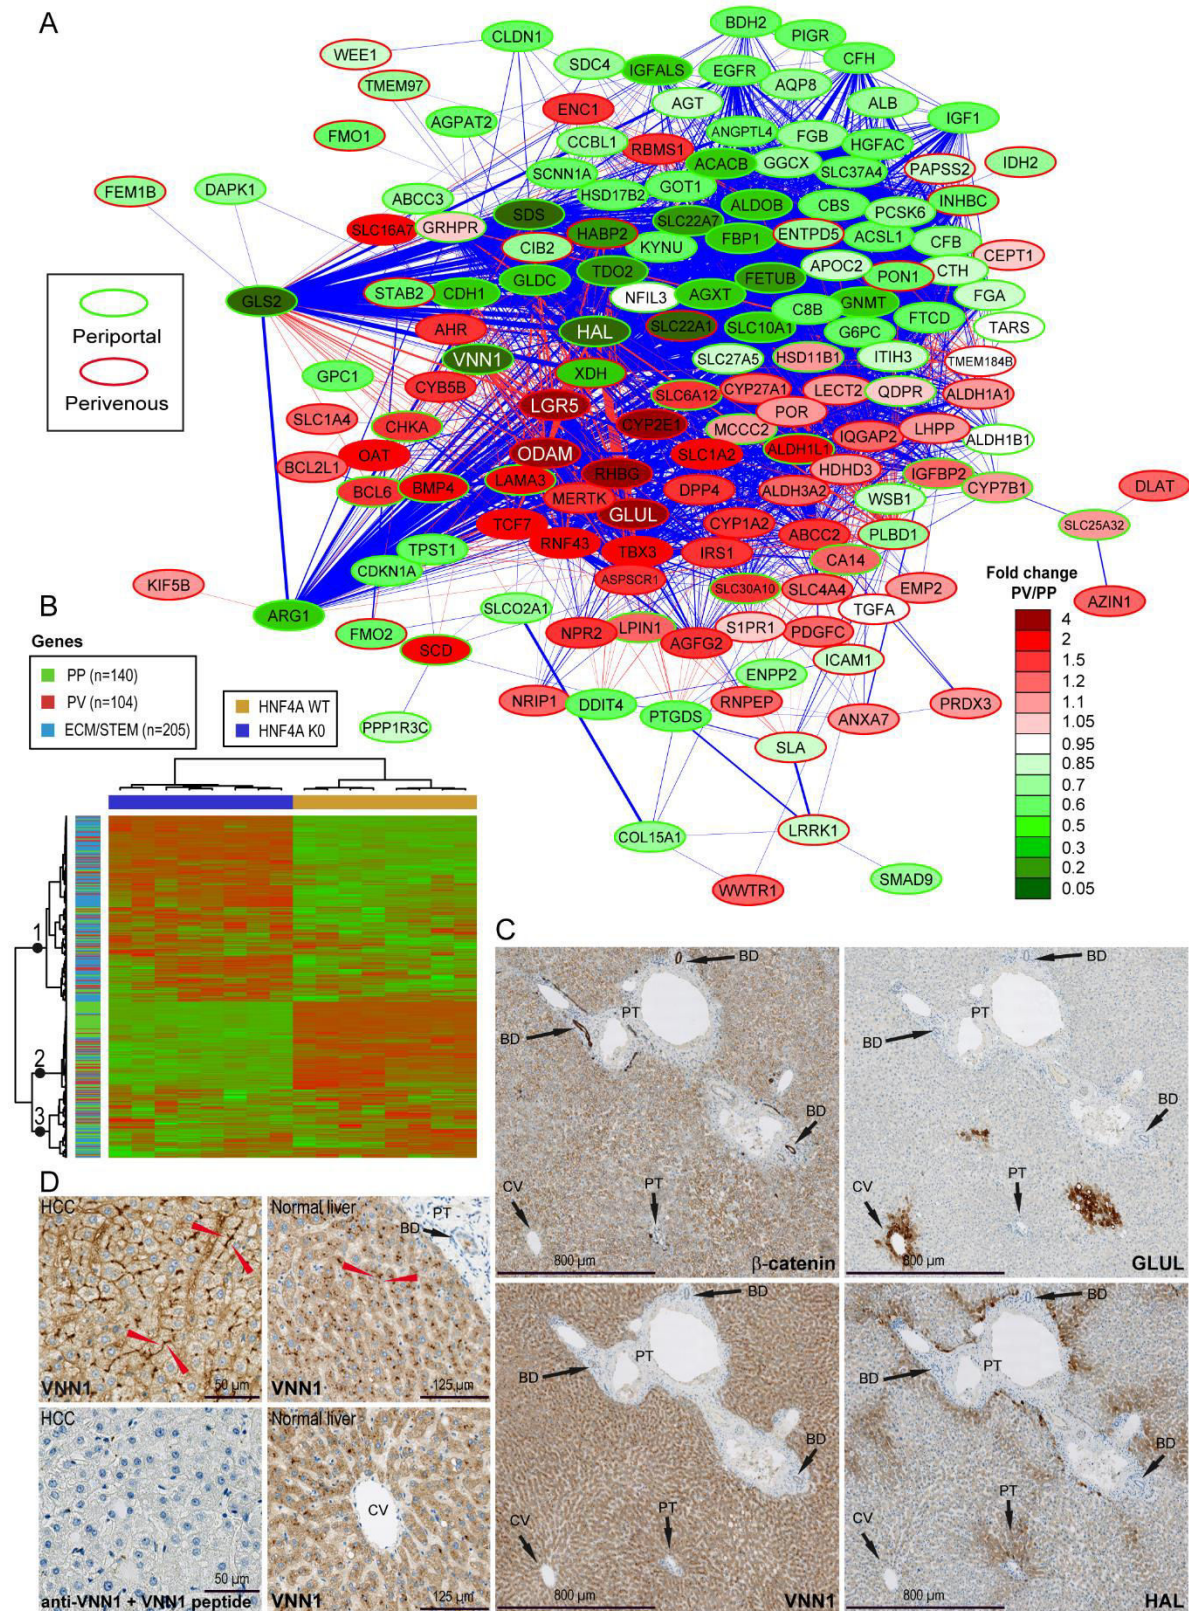 A
BDH2
PIGR
CLDN1
WEE1
SDC4
IGFALS
EGFR
CFH
TMEM97
AQP8
AGT
ENC1
ALB
IGF1
FMO1
AGPAT2
CCBL1
RBMS1
ANGPTL4
FGB
HGFAC
ACACB
GGCX
SLC37A4
PAPSS2
IDH2
FEM1B
DAPK1
ABCC3
SCNN1A
HSD17B2
GOT1
ALDOB
CBS
PCSK6
INHBC
SLC16A7
GRHPR
SDS
HABP2
SLC22A7
CIB2
KYNU
FBP1
ENTPD5
ACSL1
CFB
CEPT1
TDO2
FETUB
APOC2
PON1
CTH
GLS2
STAB2
CDH1
GLDC
NFIL3
AGXT
GNMT
FGA
C8B
FTCD
AHR
HAL
SLC22A1
SLC10A1
G6PC
TARS
VNN1
SLC27A5
HSD11B1
ITIH3
TMEM184B
GPC1
CYB5B
XDH
SLC6A12
CYP27A1
LECT2
QDPR
ALDH1A1
LGR5
POR
SLC1A4
CHKA
CYP2E1
MCCC2
IQGAP2
LHPP
ALDH1B1
OAT
ODAM
SLC1A2
ALDH1L1
BCL2L1
RHBG
HDHD3
IGFBP2
CYP7B1
DLAT
BCL6
BMP4
LAMA3
MERTK
DPP4
ALDH3A2
WSB1
GLUL
TCF7
RNF43
TBX3
CYP1A2
ABCC2
PLBD1
SLC25A32
TPST1
IRS1
CA14
CDKN1A
ASPSCR1
SLC30A10
SLC4A4
EMP2
AZIN1
KIF5B
ARG1
SLCO2A1
TGFA
FMO2
SCD
NPR2
LPIN1
AGFG2
S1PR1
PDGFC
ICAM1
ENPP2
NRIP1
DDIT4
PTGDS
RNPEP
ANXA7
PRDX3
PPP1R3C
SLA
COL15A1
LRRK1
WWTR1
SMAD9
Periportal
Perivenous
Fold change
PV/PP
4
2
1.5
1.2
1.1
1.05
0.95
0.85
0.7
0.6
0.5
0.3
0.2
0.05
B
Genes
PP (n=140)
PV (n=104)
ECM/STEM (n=205)
HNF4A WT
HNF4A K0
1
2
3
C
BD
PT
BD
BD
CV
PT
800 µm
β-catenin
BD
PT
BD
BD
CV
PT
800 µm
GLUL
BD
PT
BD
BD
CV
PT
800 µm
VNN1
BD
PT
BD
BD
CV
PT
800 µm
HAL
D
HCC
VNN1
50 µm
Normal liver
PT
BD
VNN1
125 µm
HCC
50 µm
anti-VNN1 + VNN1 peptide
Normal liver
CV
VNN1
125 µm